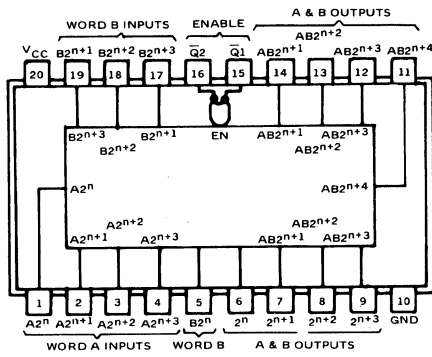 WORD B INPUTS ENABLE A & B OUTPUTS
VCC B2n+1 B2n+2 B2n+3 Q̅2 Q̅1 AB2n+1 AB2n+2 AB2n+3 AB2n+4
20 19 18 17 16 15 14 13 12 11
B2n+3 B2n+1 EN AB2n+1 AB2n+3
B2n+2 AB2n+2
A2n AB2n+4
A2n+2 AB2n+2
A2n+1 A2n+3 AB2n+1 AB2n+3
1 2 3 4 5 6 7 8 9 10
A2n A2n+1 A2n+2 A2n+3 B2n 2n 2n+1 2n+2 2n+3 GND
WORD A INPUTS WORD B A & B OUTPUTS